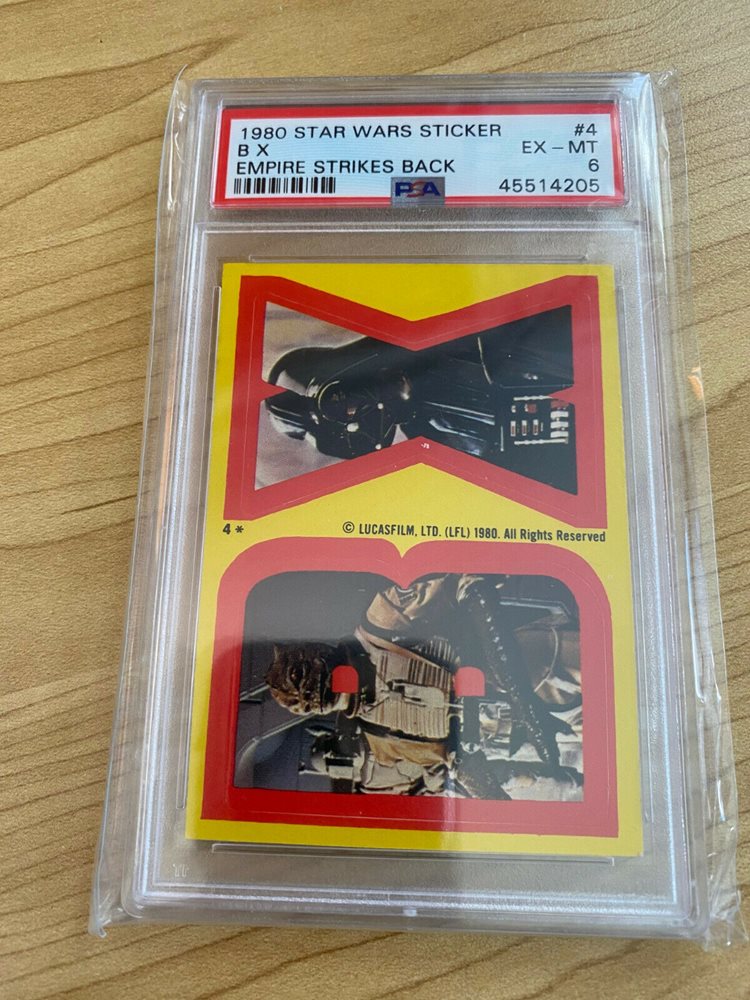 1980 STAR WARS STICKER #4
B X EX - MT
EMPIRE STRIKES BACK 6
PSA 45514205
X
4 * © LUCASFILM, LTD. (LFL) 1980. All Rights Reserved
B